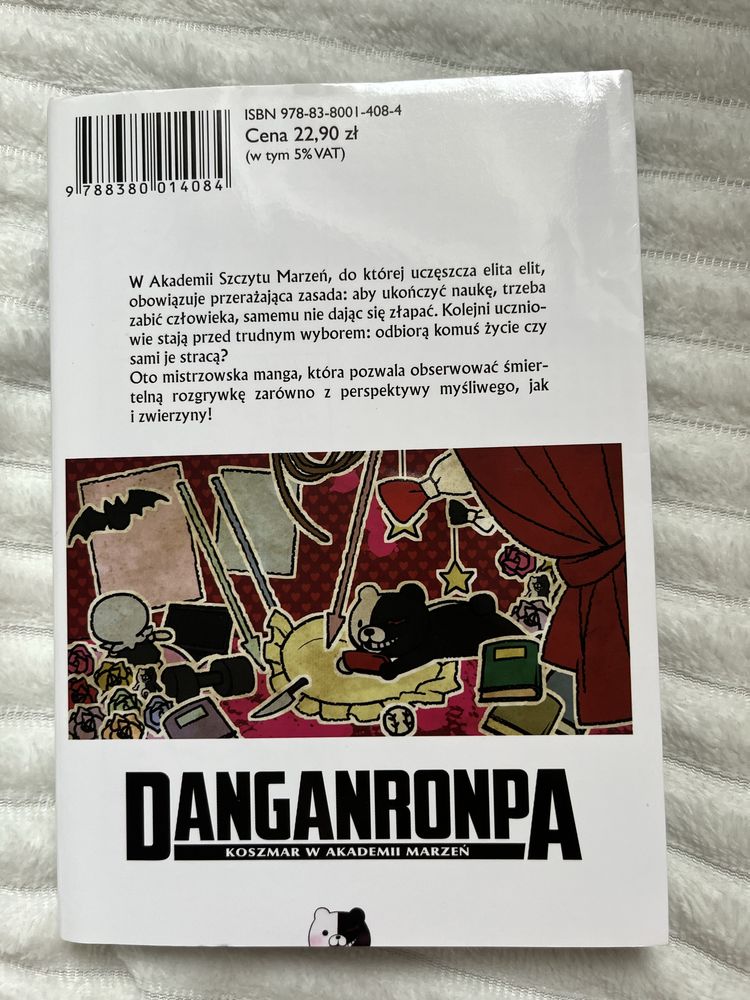 ISBN 978-83-8001-408-4
Cena 22,90 zł
(w tym 5% VAT)
9 788380 014084
W Akademii Szczytu Marzeń, do której uczęszcza elita elit,
obowiązuje przerażająca zasada: aby ukończyć naukę, trzeba
zabić człowieka, samemu nie dając się złapać. Kolejni ucznio-
wie stają przed trudnym wyborem: odbiorą komuś życie czy
sami je stracą?
Oto mistrzowska manga, która pozwala obserwować śmier-
telną rozgrywkę zarówno z perspektywy myśliwego, jak
i zwierzyny!
DANGANRONPA
KOSZMAR W AKADEMII MARZEŃ